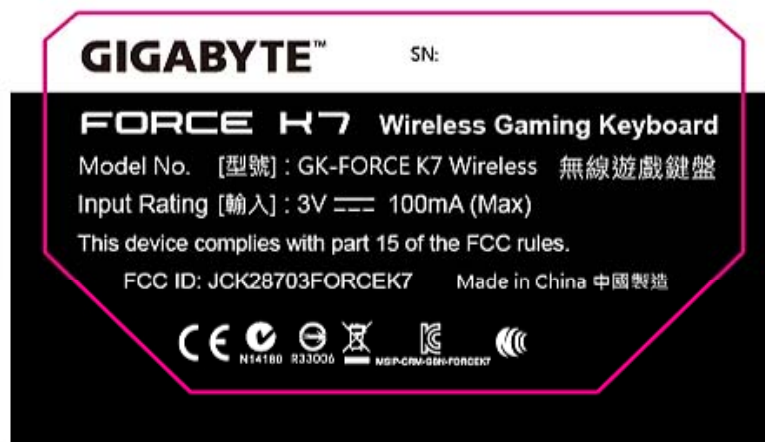 GIGABYTE™ SN:
FORCE K7 Wireless Gaming Keyboard
Model No. [型號] : GK-FORCE K7 Wireless 無線遊戲鍵盤
Input Rating [輸入] : 3V 100mA (Max)
This device complies with part 15 of the FCC rules.
FCC ID: JCK28703FORCEK7 Made in China 中國製造
CE N14180 R33006 MSIP-CRM-GBN-FORCEK7